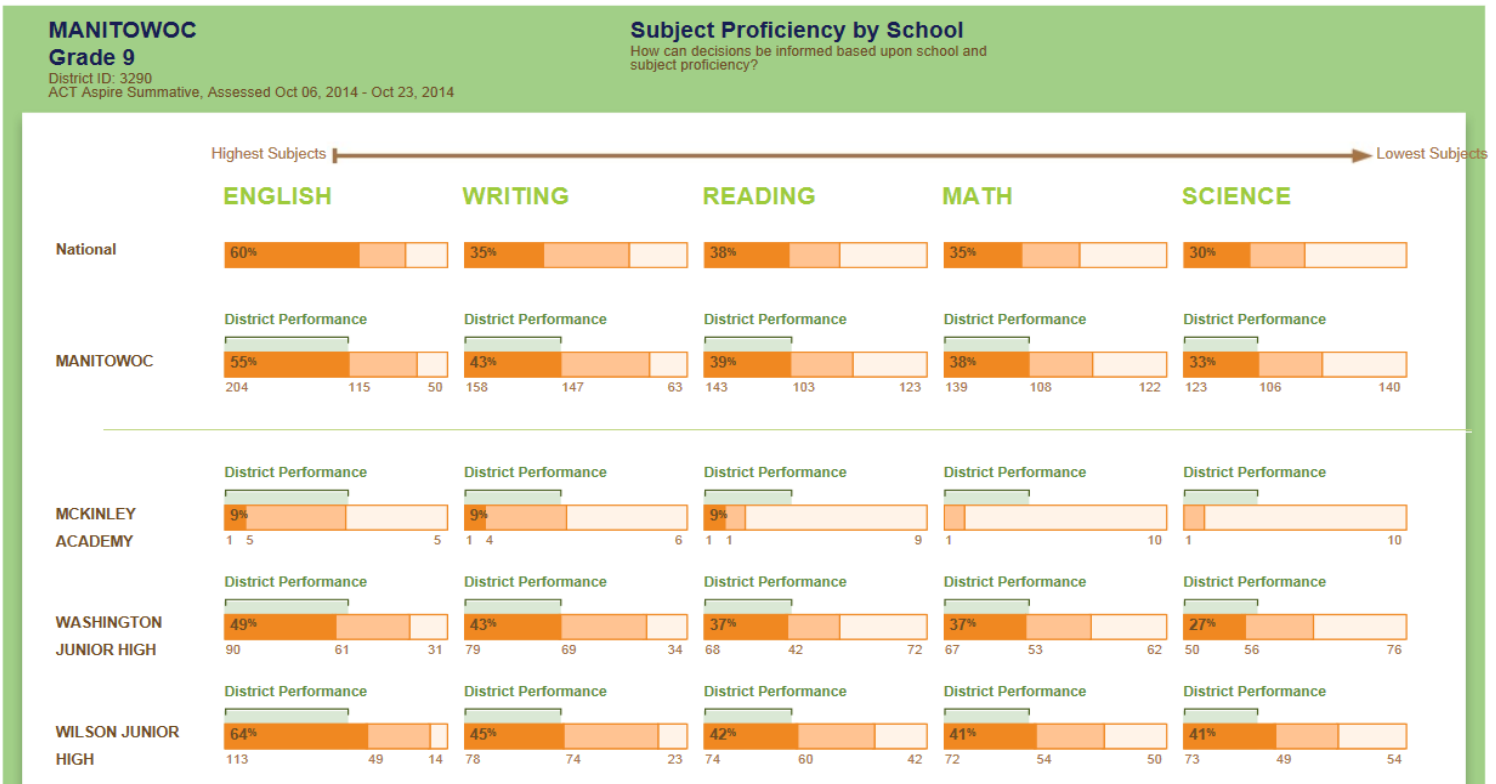 MANITOWOC
Grade 9
District ID: 3290
ACT Aspire Summative, Assessed Oct 06, 2014 - Oct 23, 2014
Subject Proficiency by School
How can decisions be informed based upon school and
subject proficiency?
Highest Subjects Lowest Subjects
ENGLISH WRITING READING MATH SCIENCE
National 60% 35% 38% 35% 30%
District Performance District Performance District Performance District Performance District Performance
MANITOWOC 55% 43% 39% 38% 33%
204 115 50 158 147 63 143 103 123 139 108 122 123 106 140
District Performance District Performance District Performance District Performance District Performance
MCKINLEY 9% 9% 9%
ACADEMY 1 5 5 1 4 6 1 1 9 1 10 1 10
District Performance District Performance District Performance District Performance District Performance
WASHINGTON 49% 43% 37% 37% 27%
JUNIOR HIGH 90 61 31 79 69 34 68 42 72 67 53 62 50 56 76
District Performance District Performance District Performance District Performance District Performance
WILSON JUNIOR 64% 45% 42% 41% 41%
HIGH 113 49 14 78 74 23 74 60 42 72 54 50 73 49 54